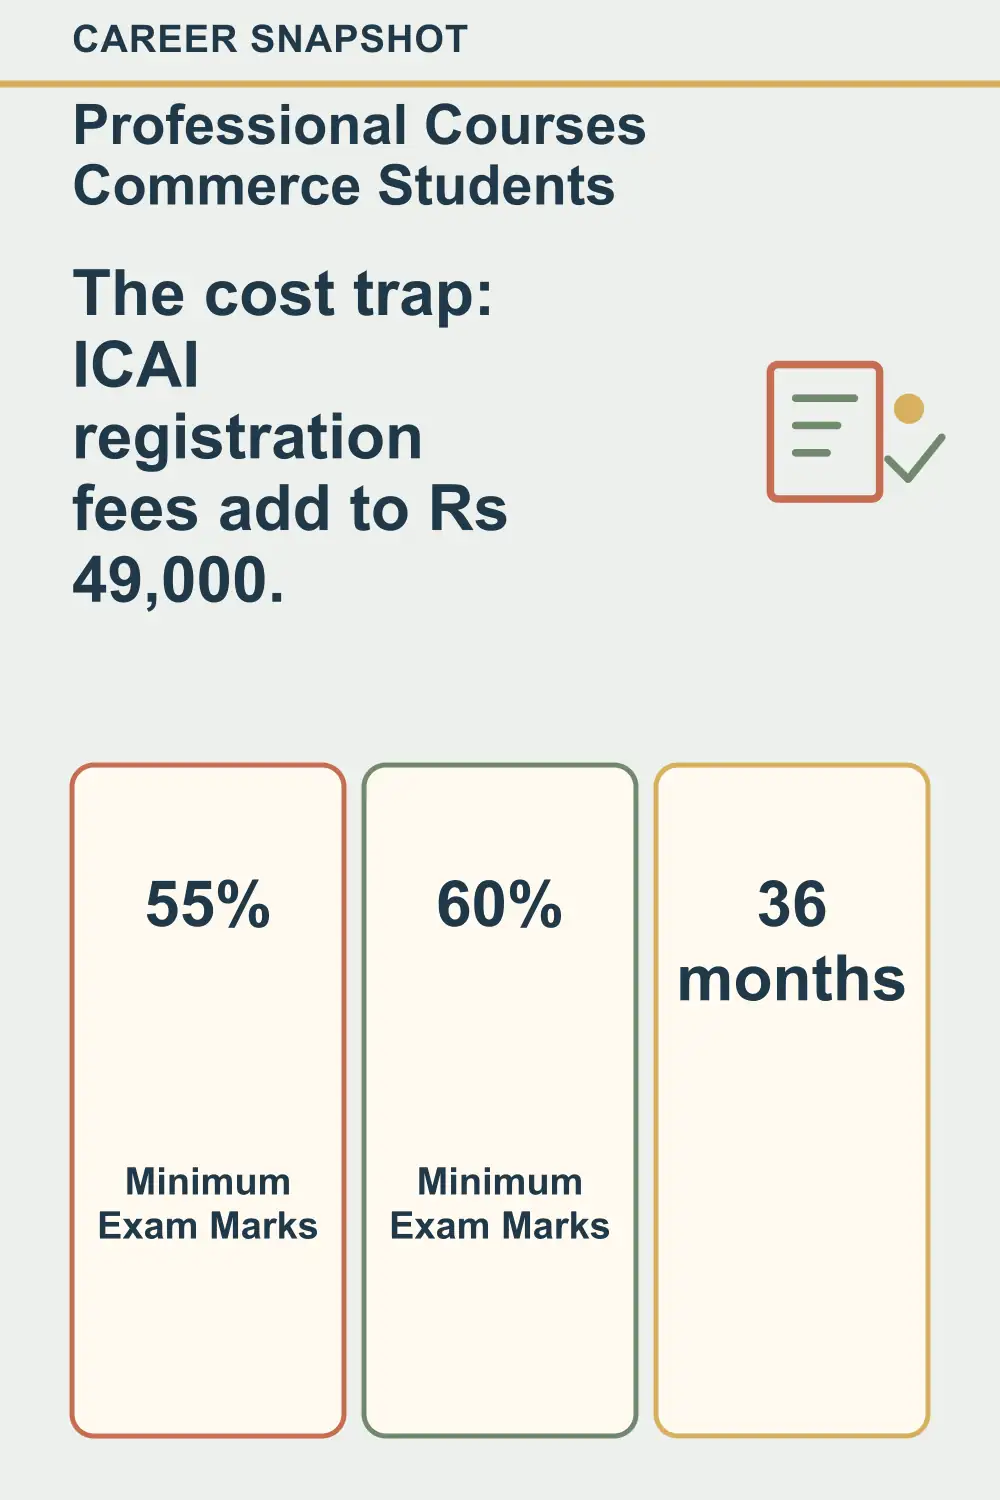 CAREER SNAPSHOT
Professional Courses
Commerce Students
The cost trap:
ICAI
registration
fees add to Rs
49,000.
55%
Minimum
Exam Marks
60%
Minimum
Exam Marks
36
months